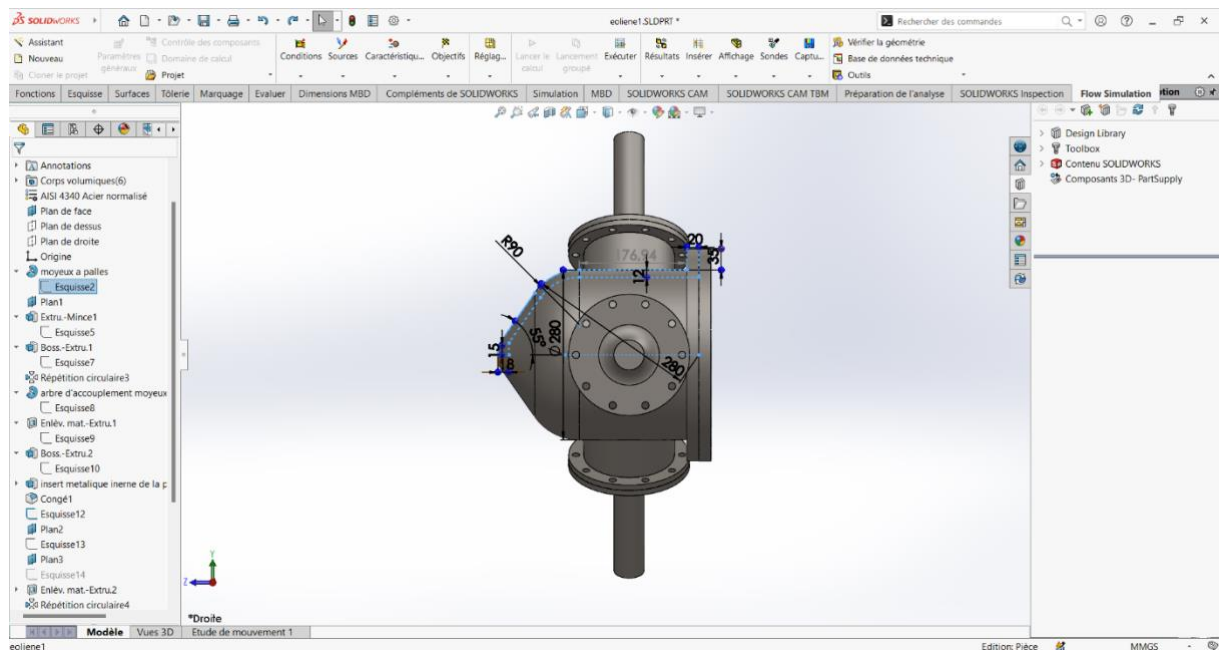 SOLIDWORKS
eoliene1.SLDPRT *
Rechercher des commandes
Assistant
Nouveau
Cloner le projet
Paramètres généraux
Contrôle des composants
Domaine de calcul
Projet
Conditions
Sources
Caractéristiqu...
Objectifs
Réglag...
Lancer le calcul
Lancement groupé
Exécuter
Résultats
Insérer
Affichage
Sondes
Captu...
Vérifier la géométrie
Base de données technique
Outils
Fonctions
Esquisse
Surfaces
Tôlerie
Marquage
Evaluer
Dimensions MBD
Compléments de SOLIDWORKS
Simulation
MBD
SOLIDWORKS CAM
SOLIDWORKS CAM TBM
Préparation de l'analyse
SOLIDWORKS Inspection
Flow Simulation
tion
Annotations
Corps volumiques(6)
AISI 4340 Acier normalisé
Plan de face
Plan de dessus
Plan de droite
Origine
moyeux a palles
Esquisse2
Plan1
Extru.-Mince1
Esquisse5
Boss.-Extru.1
Esquisse7
Répétition circulaire3
arbre d'accouplement moyeux
Esquisse8
Enlèv. mat.-Extru.1
Esquisse9
Boss.-Extru.2
Esquisse10
insert metalique inerne de la p
Congé1
Esquisse12
Plan2
Esquisse13
Plan3
Esquisse14
Enlèv. mat.-Extru.2
Répétition circulaire4
R90
176,94
20
35
12
55°
Ø280
280
15
18
Y
Z
*Droite
Design Library
Toolbox
Contenu SOLIDWORKS
Composants 3D- PartSupply
Modèle
Vues 3D
Etude de mouvement 1
eoliene1
Edition: Pièce
MMGS